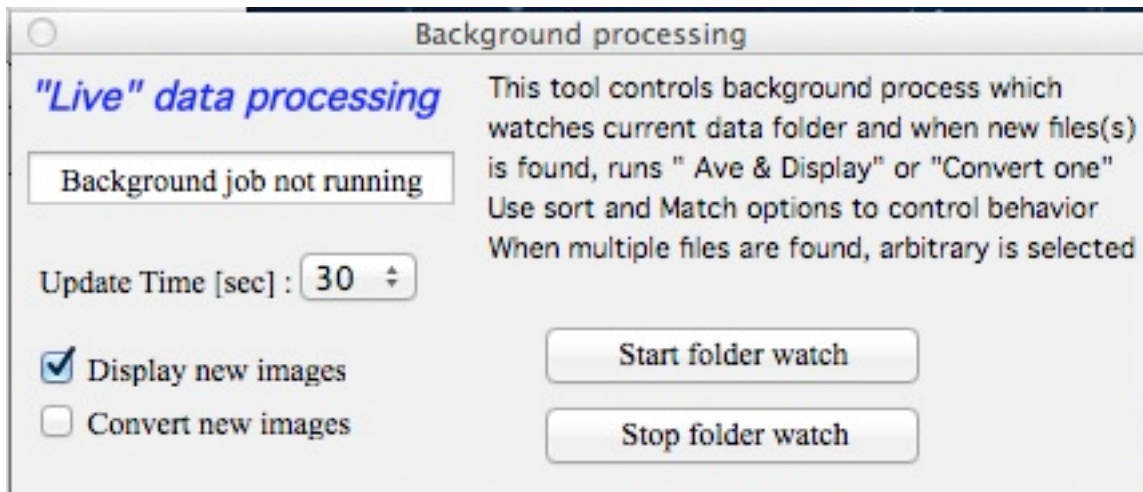 Background processing
"Live" data processing
This tool controls background process which
watches current data folder and when new files(s)
is found, runs " Ave & Display" or "Convert one"
Use sort and Match options to control behavior
When multiple files are found, arbitrary is selected
Background job not running
Update Time [sec] : 30
Display new images
Convert new images
Start folder watch
Stop folder watch